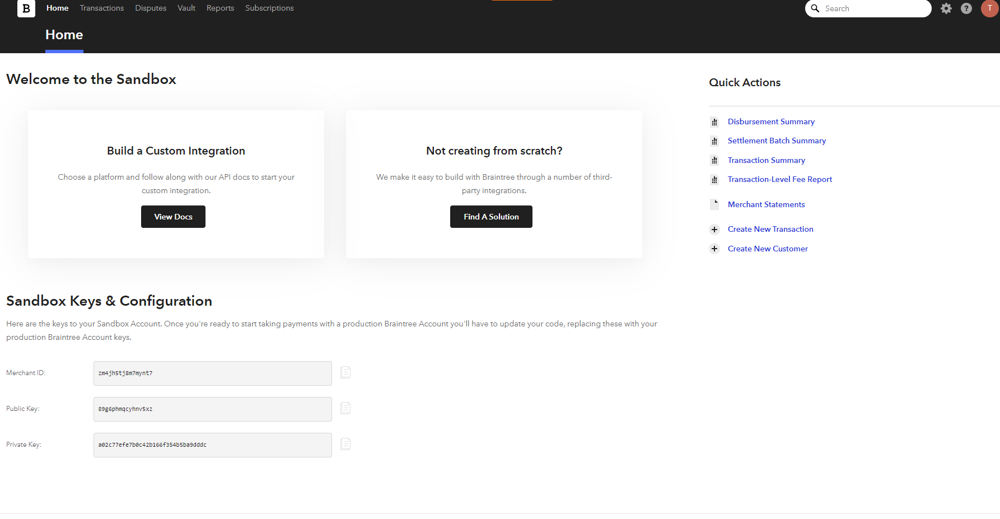 B
Home Transactions Disputes Vault Reports Subscriptions
Search
?
T
Home
Welcome to the Sandbox
Build a Custom Integration
Choose a platform and follow along with our API docs to start your
custom integration.
View Docs
Not creating from scratch?
We make it easy to build with Braintree through a number of third-
party integrations.
Find A Solution
Quick Actions
Disbursement Summary
Settlement Batch Summary
Transaction Summary
Transaction-Level Fee Report
Merchant Statements
Create New Transaction
Create New Customer
Sandbox Keys & Configuration
Here are the keys to your Sandbox Account. Once you're ready to start taking payments with a production Braintree Account you'll have to update your code, replacing these with your
production Braintree Account keys.
Merchant ID: zm4jh5tj8m7mynt7
Public Key: 89g6phmqcyhnv5xz
Private Key: a02c77efe7b0c42b166f354b5ba9dddc